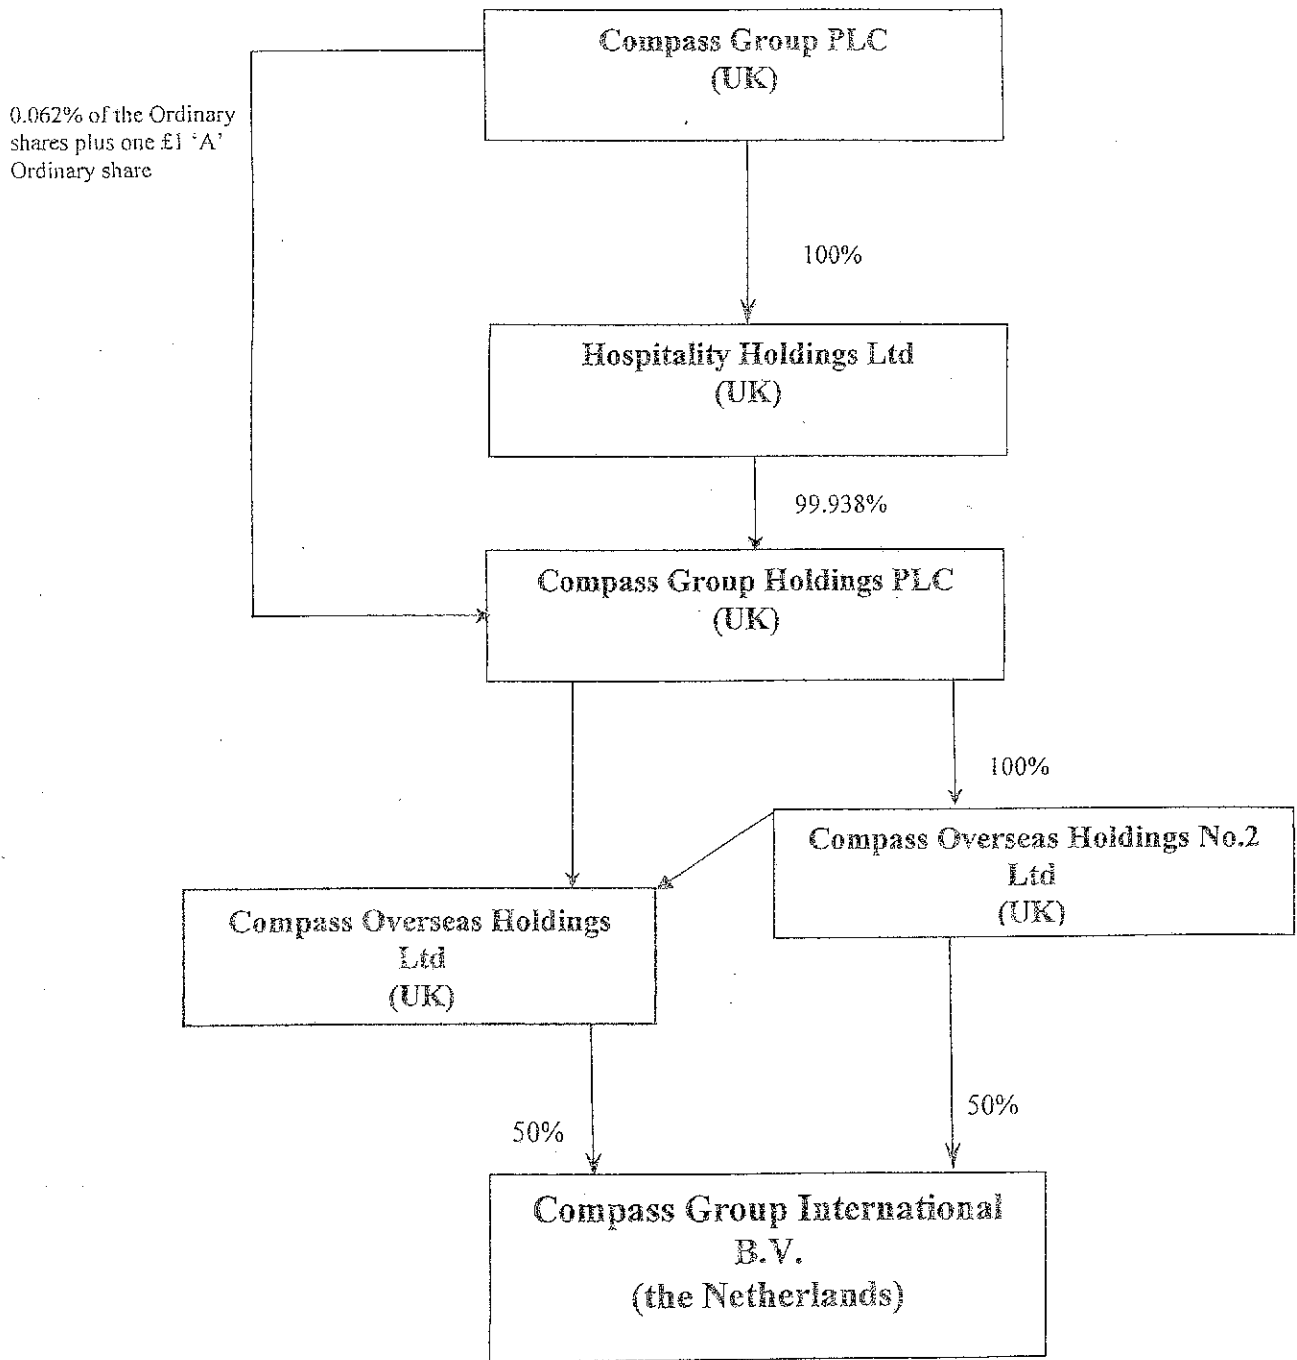 Compass Group PLC
(UK)
0.062% of the Ordinary
shares plus one £1 ‘A’
Ordinary share
100%
Hospitality Holdings Ltd
(UK)
99.938%
Compass Group Holdings PLC
(UK)
100%
Compass Overseas Holdings No.2
Ltd
(UK)
Compass Overseas Holdings
Ltd
(UK)
50%
50%
Compass Group International
B.V.
(the Netherlands)